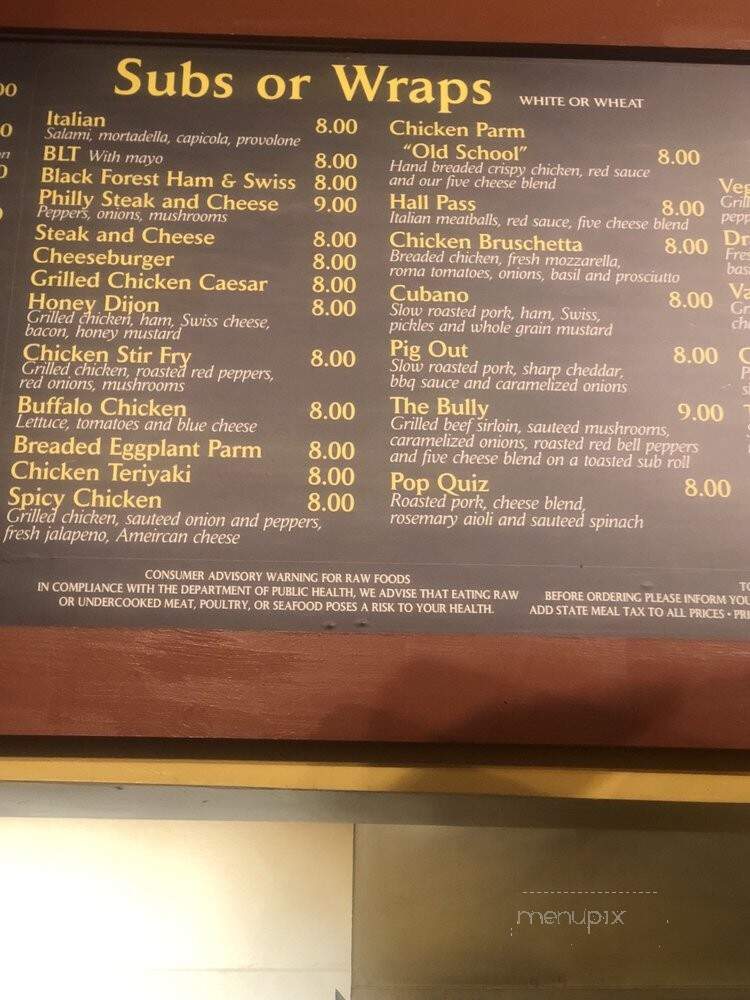 Subs or Wraps WHITE OR WHEAT
Italian 8.00
Salami, mortadella, capicola, provolone
BLT With mayo 8.00
Black Forest Ham & Swiss 8.00
Philly Steak and Cheese 9.00
Peppers, onions, mushrooms
Steak and Cheese 8.00
Cheeseburger 8.00
Grilled Chicken Caesar 8.00
Honey Dijon 8.00
Grilled chicken, ham, Swiss cheese,
bacon, honey mustard
Chicken Stir Fry 8.00
Grilled chicken, roasted red peppers,
red onions, mushrooms
Buffalo Chicken 8.00
Lettuce, tomatoes and blue cheese
Breaded Eggplant Parm 8.00
Chicken Teriyaki 8.00
Spicy Chicken 8.00
Grilled chicken, sauteed onion and peppers,
fresh jalapeno, Ameircan cheese
Chicken Parm
"Old School" 8.00
Hand breaded crispy chicken, red sauce
and our five cheese blend
Hall Pass 8.00
Italian meatballs, red sauce, five cheese blend
Chicken Bruschetta 8.00
Breaded chicken, fresh mozzarella,
roma tomatoes, onions, basil and prosciutto
Cubano 8.00
Slow roasted pork, ham, Swiss,
pickles and whole grain mustard
Pig Out 8.00
Slow roasted pork, sharp cheddar,
bbq sauce and caramelized onions
The Bully 9.00
Grilled beef sirloin, sauteed mushrooms,
caramelized onions, roasted red bell peppers
and five cheese blend on a toasted sub roll
Pop Quiz 8.00
Roasted pork, cheese blend,
rosemary aioli and sauteed spinach
CONSUMER ADVISORY WARNING FOR RAW FOODS
IN COMPLIANCE WITH THE DEPARTMENT OF PUBLIC HEALTH, WE ADVISE THAT EATING RAW
OR UNDERCOOKED MEAT, POULTRY, OR SEAFOOD POSES A RISK TO YOUR HEALTH.
BEFORE ORDERING PLEASE INFORM YOU
ADD STATE MEAL TAX TO ALL PRICES • PRI
menupix